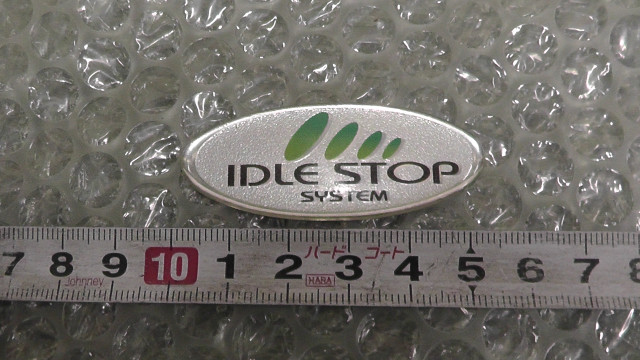 IDLE STOP
SYSTEM
7 8 9 10 1 2 3 4 5 6 7 8
ハード コート
Johnney
HARA